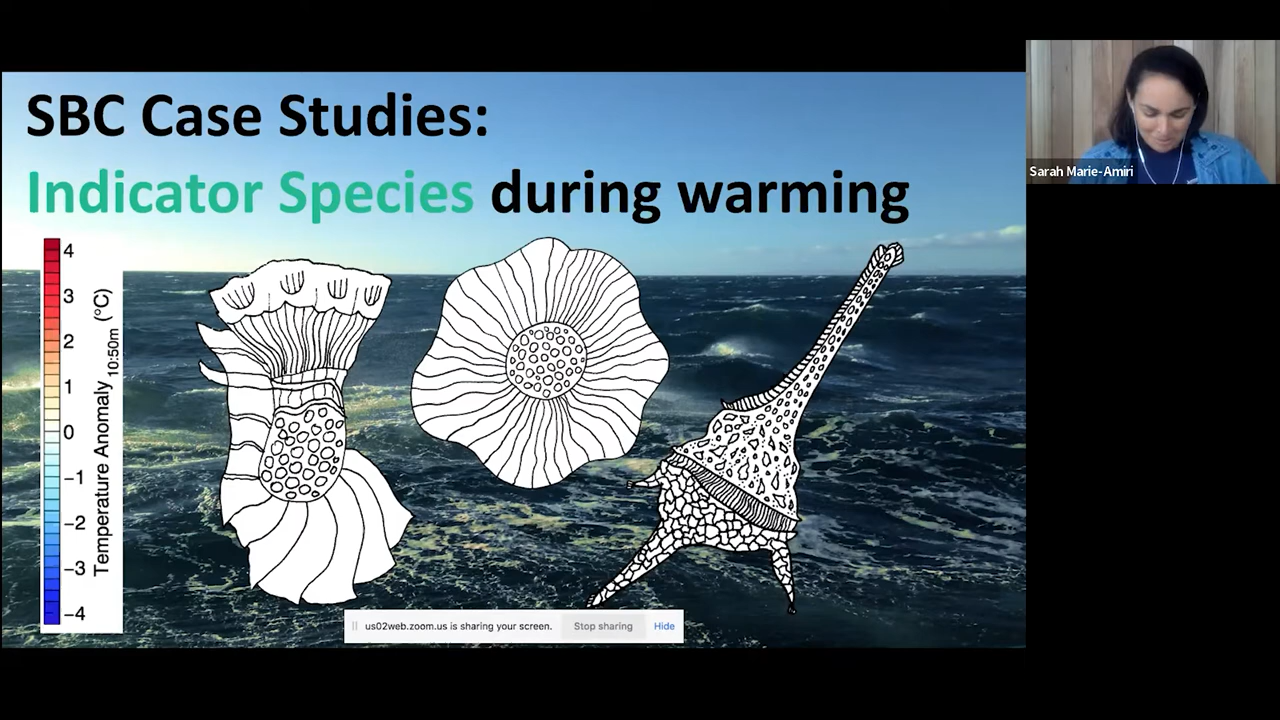 SBC Case Studies:
Indicator Species during warming
4
3
2
1
0
−1
−2
−3
−4
Temperature Anomaly 10:50m (°C)
us02web.zoom.us is sharing your screen. Stop sharing Hide
Sarah Marie-Amiri